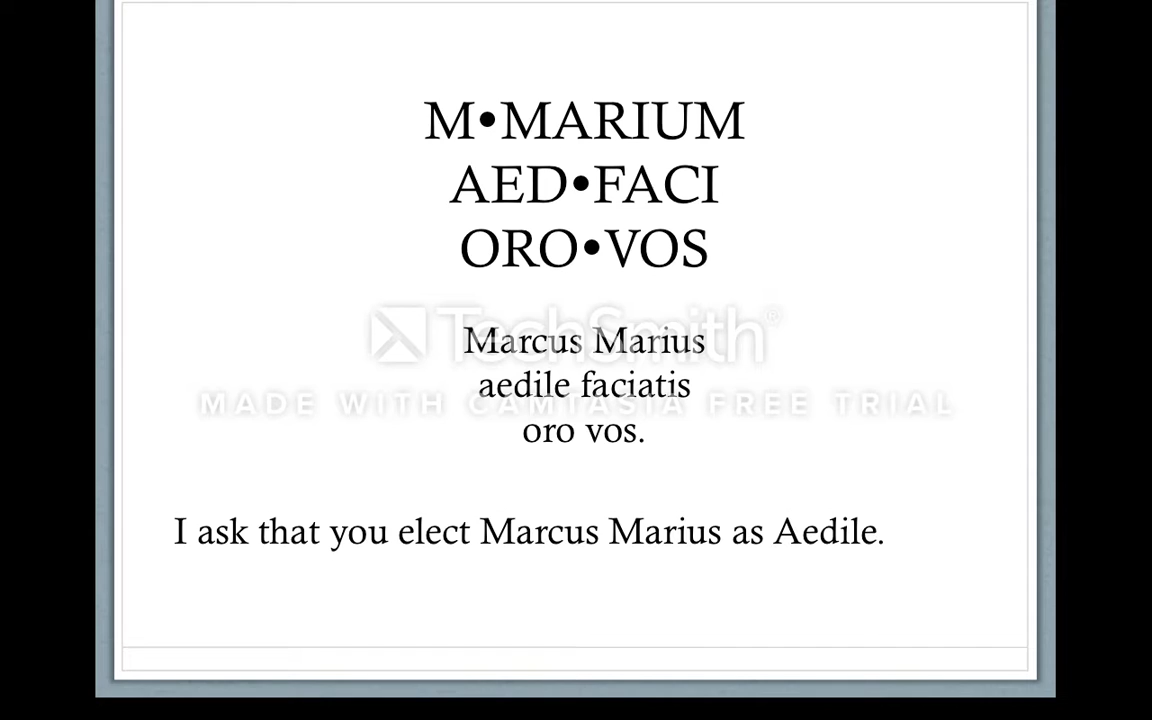 M•MARIUM
AED•FACI
ORO•VOS
TechSmith®
Marcus Marius
aedile faciatis
MADE WITH CAMTASIA FREE TRIAL
oro vos.
I ask that you elect Marcus Marius as Aedile.